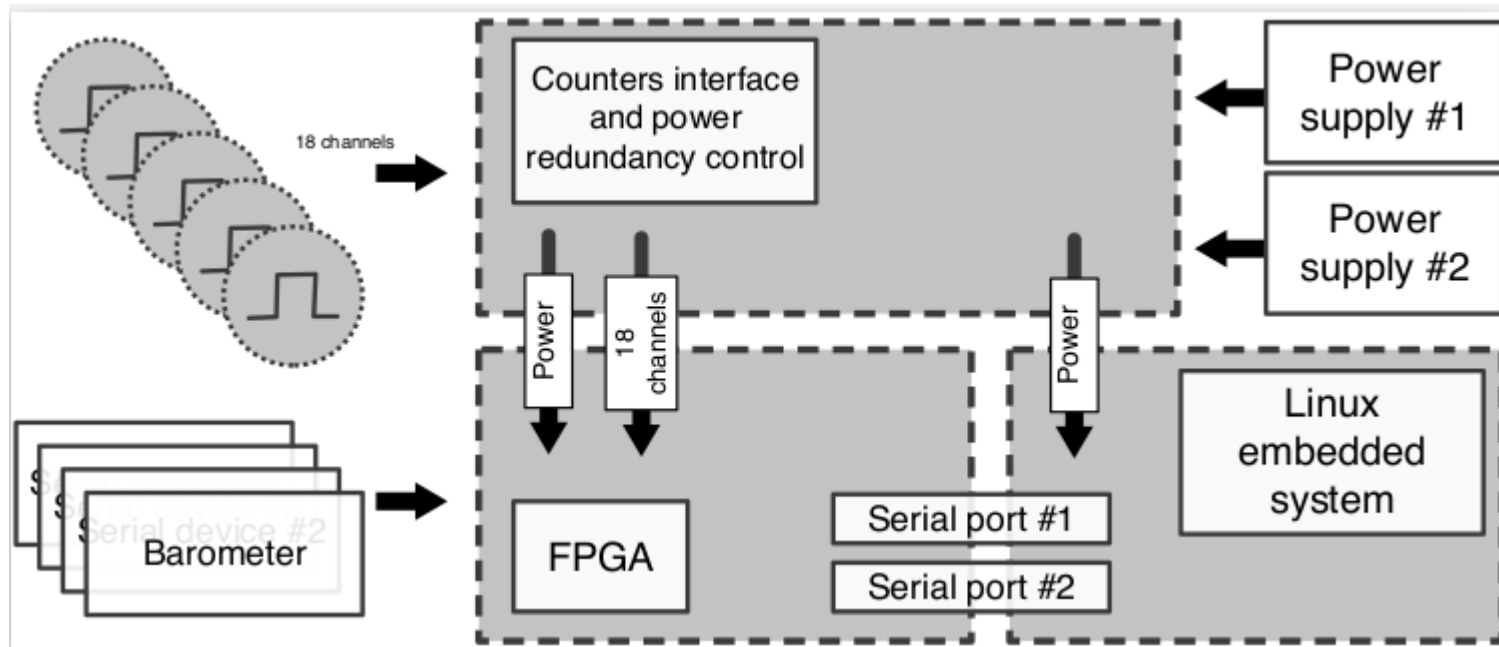 18 channels
Counters interface
and power
redundancy control
Power
supply #1
Power
supply #2
Power
18
channels
Power
Linux
embedded
system
Serial device #2
Barometer
FPGA
Serial port #1
Serial port #2